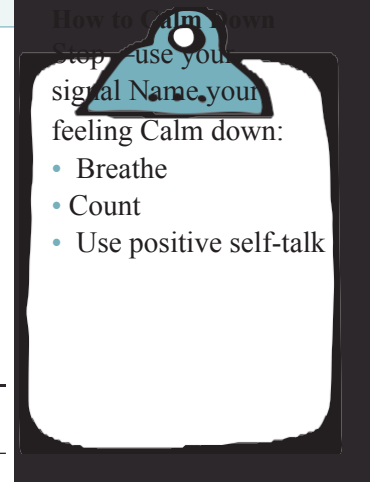 How to Calm Down
Stop—use your
signal Name your
feeling Calm down:
• Breathe
• Count
• Use positive self-talk